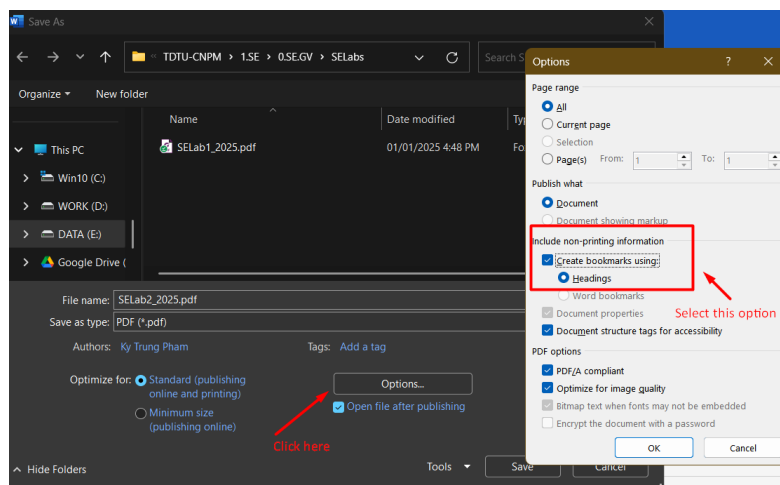 Save As
TDTU-CNPM > 1.SE > 0.SE.GV > SELabs
Search S
Organize
New folder
Name
Date modified
Ty
This PC
SELab1_2025.pdf
01/01/2025 4:48 PM
Fo
Win10 (C:)
WORK (D:)
DATA (E:)
Google Drive (
File name: SELab2_2025.pdf
Save as type: PDF (*.pdf)
Authors: Ky Trung Pham
Tags: Add a tag
Optimize for: Standard (publishing
online and printing)
Minimum size
(publishing online)
Options...
Open file after publishing
Click here
Hide Folders
Tools
Save
Cancel
Options
?
Page range
All
Current page
Selection
Page(s) From: 1 To: 1
Publish what
Document
Document showing markup
Include non-printing information
Create bookmarks using:
Headings
Word bookmarks
Select this option
Document properties
Document structure tags for accessibility
PDF options
PDF/A compliant
Optimize for image quality
Bitmap text when fonts may not be embedded
Encrypt the document with a password
OK
Cancel